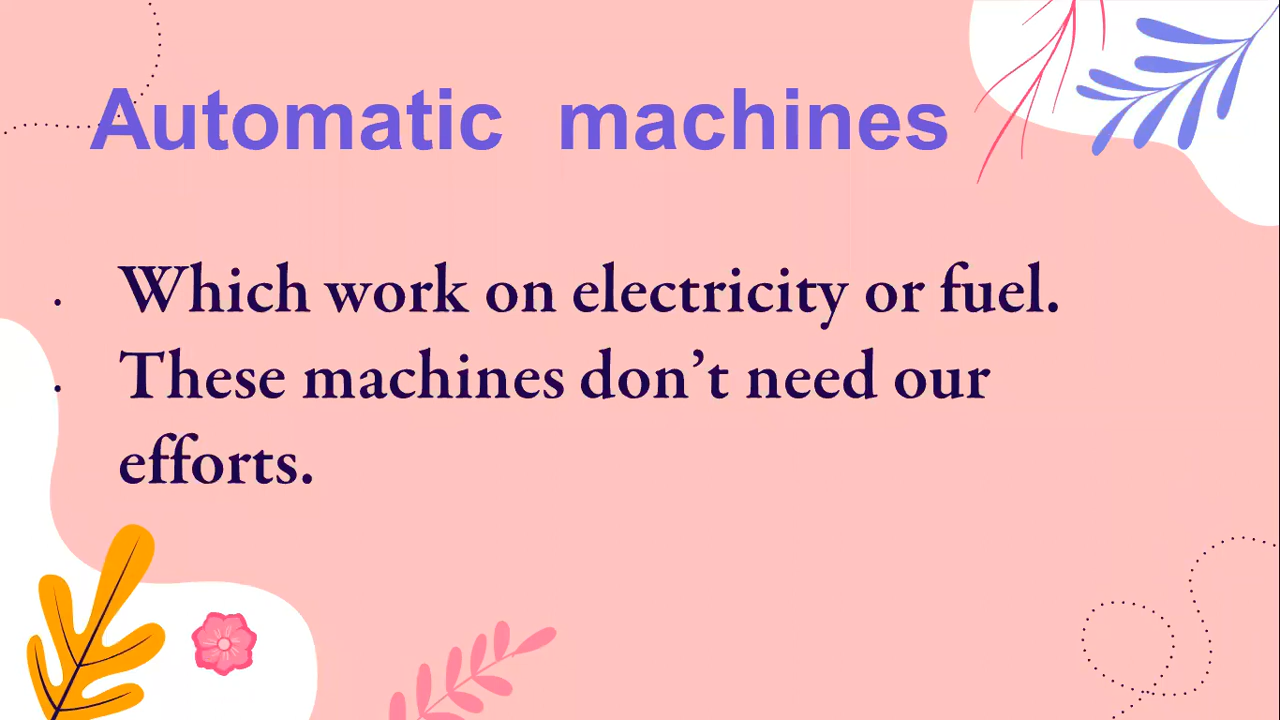 Automatic machines
. Which work on electricity or fuel.
. These machines don’t need our
efforts.